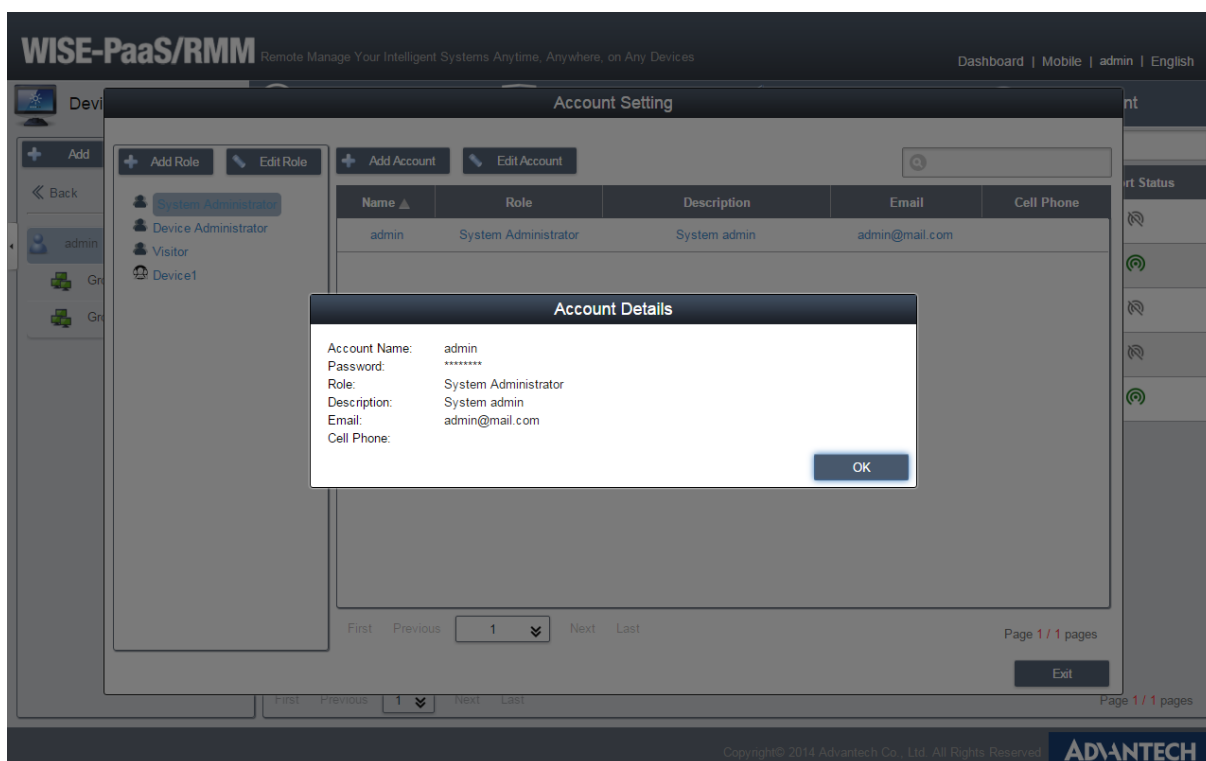 WISE-PaaS/RMM Remote Manage Your Intelligent Systems Anytime, Anywhere, on Any Devices
Dashboard | Mobile | admin | English
Devi
Account Setting
nt
Add
Add Role Edit Role Add Account Edit Account
Back
System Administrator
Device Administrator
Visitor
Device1
admin
Gro
Gro
Name Role Description Email Cell Phone
admin System Administrator System admin admin@mail.com
rt Status
Account Details
Account Name: admin
Password: ********
Role: System Administrator
Description: System admin
Email: admin@mail.com
Cell Phone:
OK
First Previous 1 Next Last
Page 1 / 1 pages
Exit
First Previous 1 Next Last
Page 1 / 1 pages
Copyright© 2014 Advantech Co., Ltd. All Rights Reserved
ADVANTECH